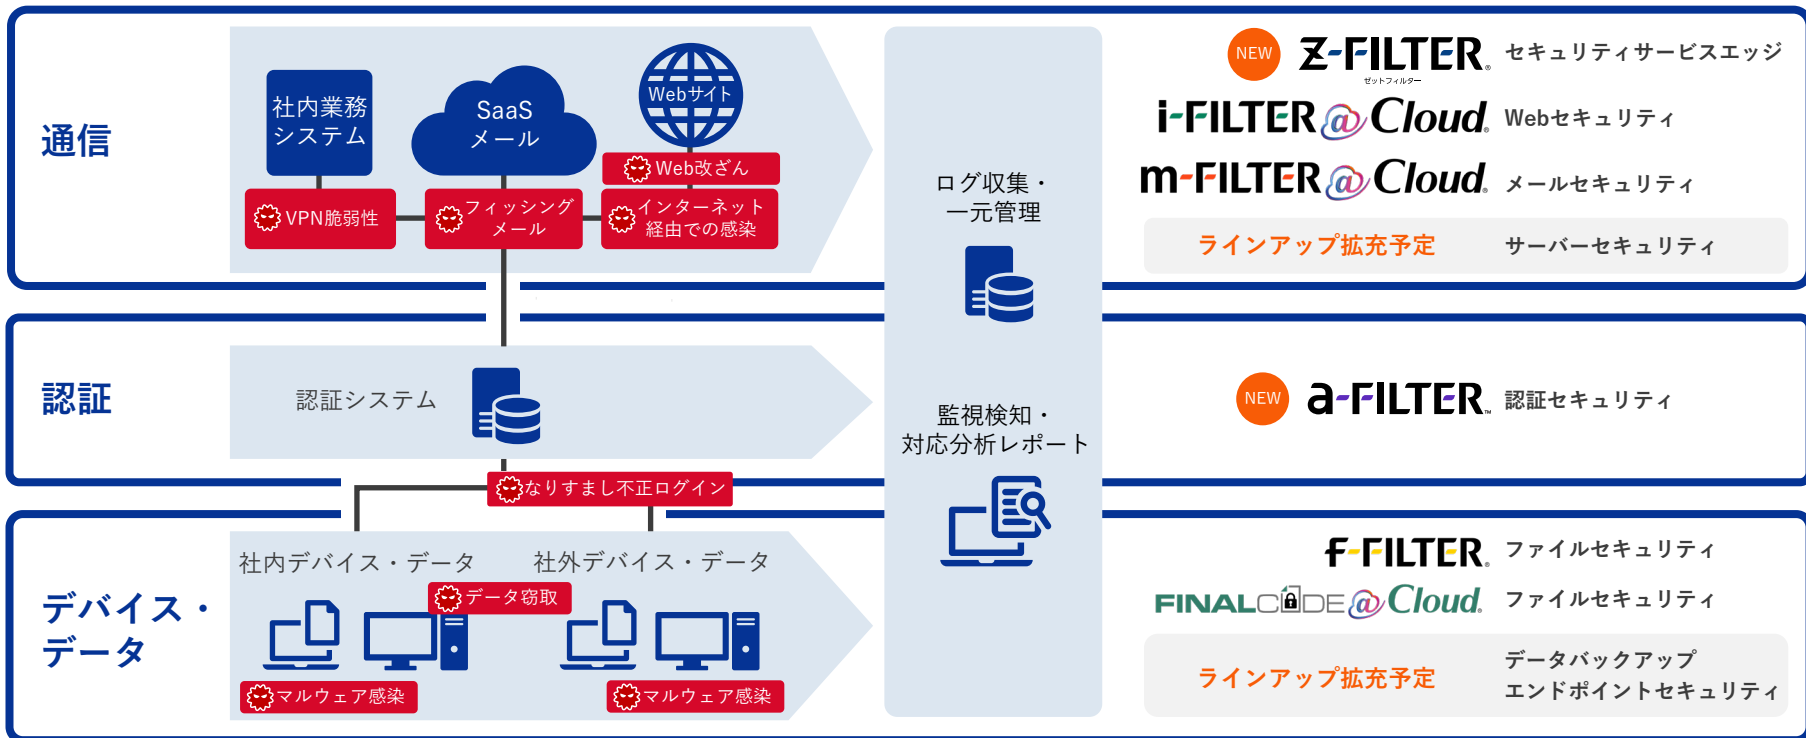 通信
社内業務
システム
SaaS
メール
Webサイト
Web改ざん
VPN脆弱性
フィッシング
メール
インターネット
経由での感染
ログ収集・
一元管理
NEW
Z-FILTER®
ゼットフィルター
セキュリティサービスエッジ
i-FILTER@Cloud®
Webセキュリティ
m-FILTER@Cloud®
メールセキュリティ
ラインアップ拡充予定
サーバーセキュリティ
認証
認証システム
監視検知・
対応分析レポート
NEW
a-FILTER™
認証セキュリティ
なりすまし不正ログイン
デバイス・
データ
社内デバイス・データ
社外デバイス・データ
データ窃取
マルウェア感染
マルウェア感染
f-FILTER®
ファイルセキュリティ
FINALCODE@Cloud®
ファイルセキュリティ
ラインアップ拡充予定
データバックアップ
エンドポイントセキュリティ